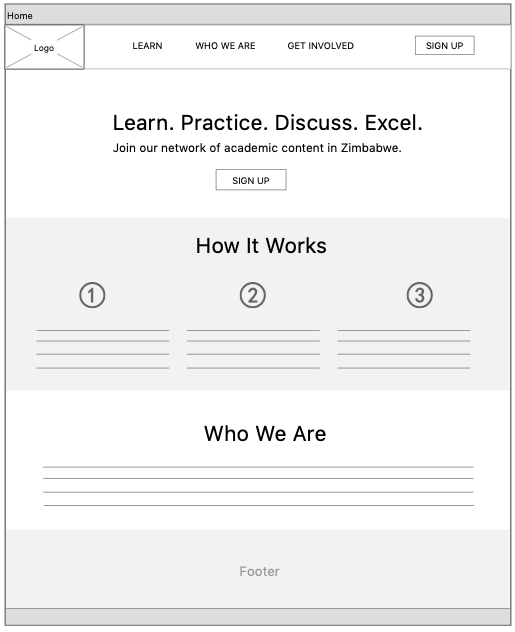 Home
Logo
LEARN WHO WE ARE GET INVOLVED SIGN UP
Learn. Practice. Discuss. Excel.
Join our network of academic content in Zimbabwe.
SIGN UP
How It Works
1 2 3
Who We Are
Footer